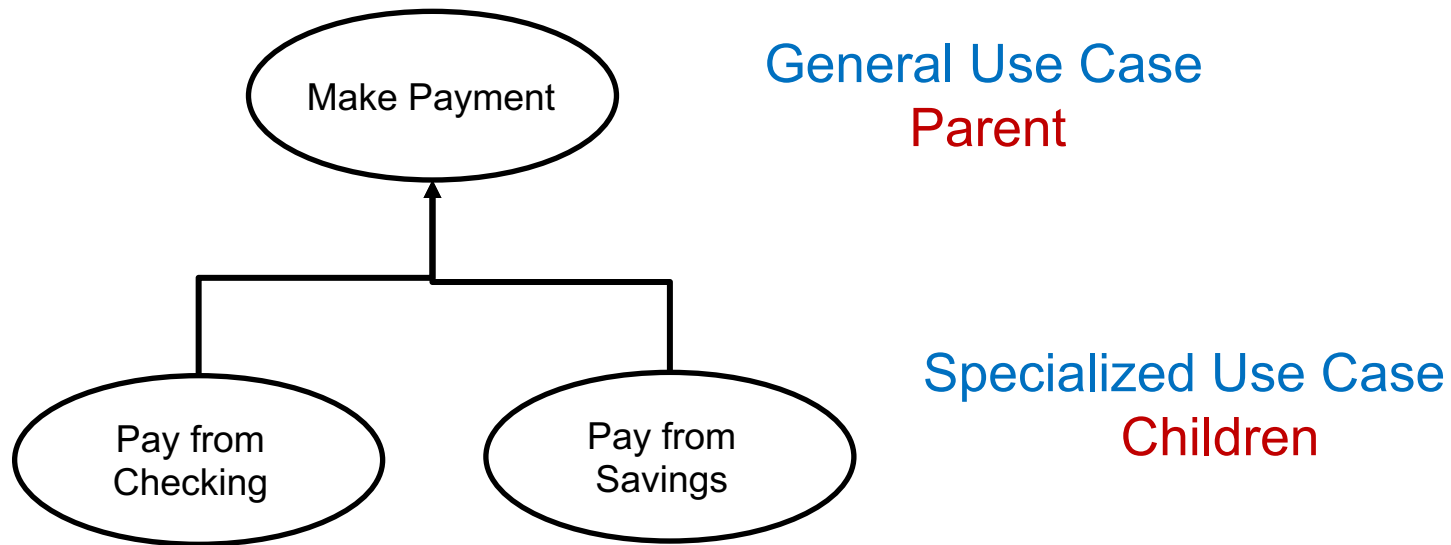 Make Payment
General Use Case
Parent
Pay from
Checking
Pay from
Savings
Specialized Use Case
Children